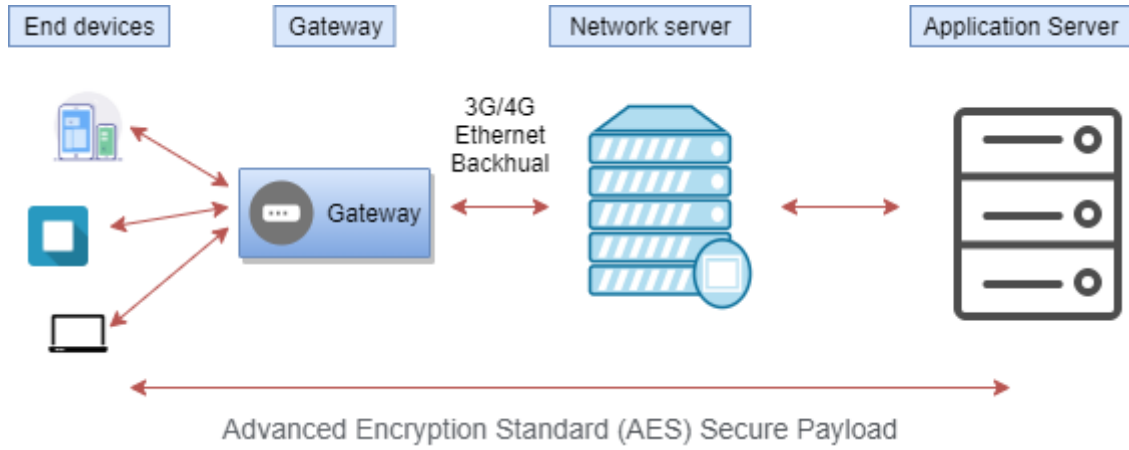 End devices
Gateway
Network server
Application Server
3G/4G
Ethernet
Backhual
Gateway
Advanced Encryption Standard (AES) Secure Payload